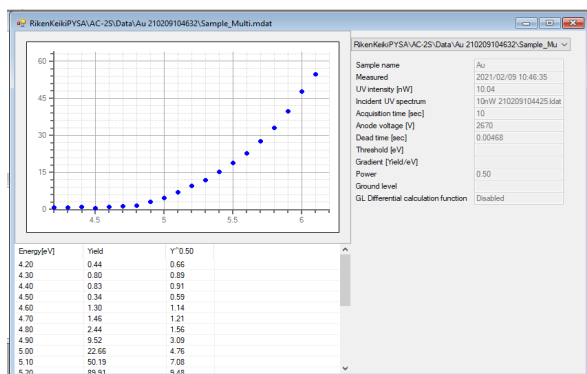 RikenKeikiPYSA\AC-2S\Data\Au 210209104632\Sample_Multi.mdat
RikenKeikiPYSA\AC-2S\Data\Au 210209104632\Sample_Mu
60
45
30
15
0
4.5 5 5.5 6
Sample name Au
Measured 2021/02/09 10:46:35
UV intensity [nW] 10.04
Incident UV spectrum 10nW 210209104425.ldat
Acquisition time [sec] 10
Anode voltage [V] 2670
Dead time [sec] 0.00468
Threshold [eV]
Gradient [Yield/eV]
Power 0.50
Ground level
GL Differential calculation function Disabled
Energy[eV] Yield Y^0.50
4.20 0.44 0.66
4.30 0.80 0.89
4.40 0.83 0.91
4.50 0.34 0.59
4.60 1.30 1.14
4.70 1.46 1.21
4.80 2.44 1.56
4.90 9.52 3.09
5.00 22.66 4.76
5.10 50.19 7.08
5.20 89.91 9.48